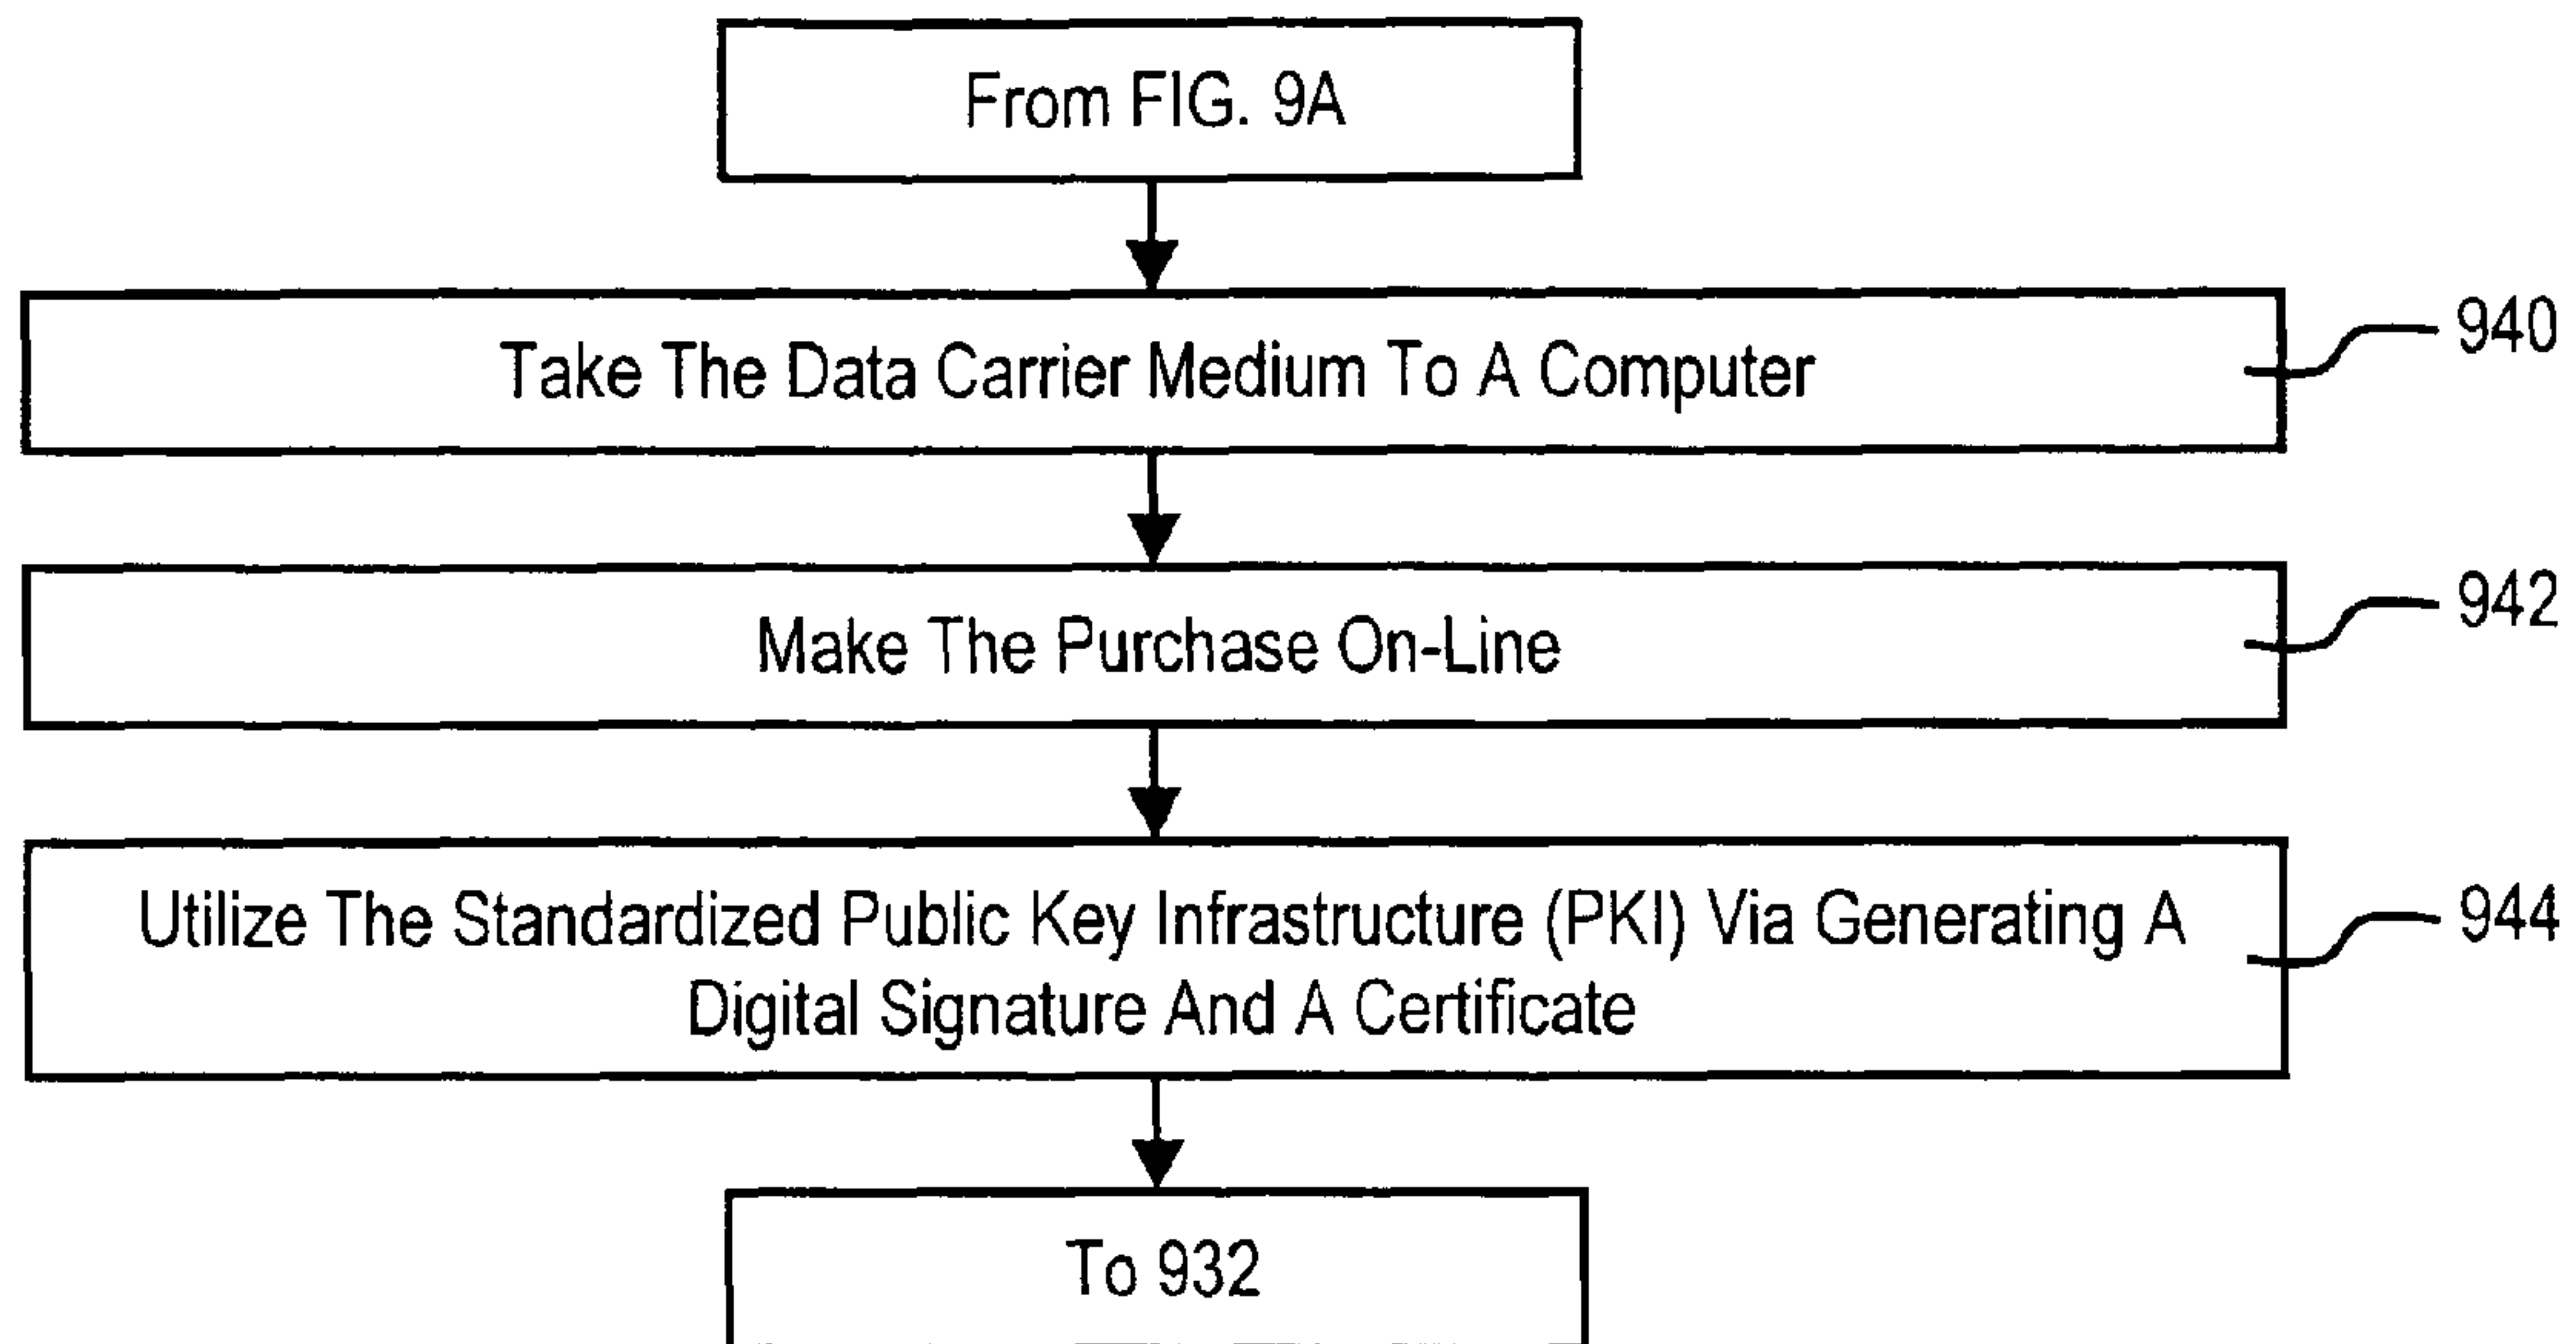 From FIG. 9A
Take The Data Carrier Medium To A Computer
940
Make The Purchase On-Line
942
Utilize The Standardized Public Key Infrastructure (PKI) Via Generating A
Digital Signature And A Certificate
944
To 932